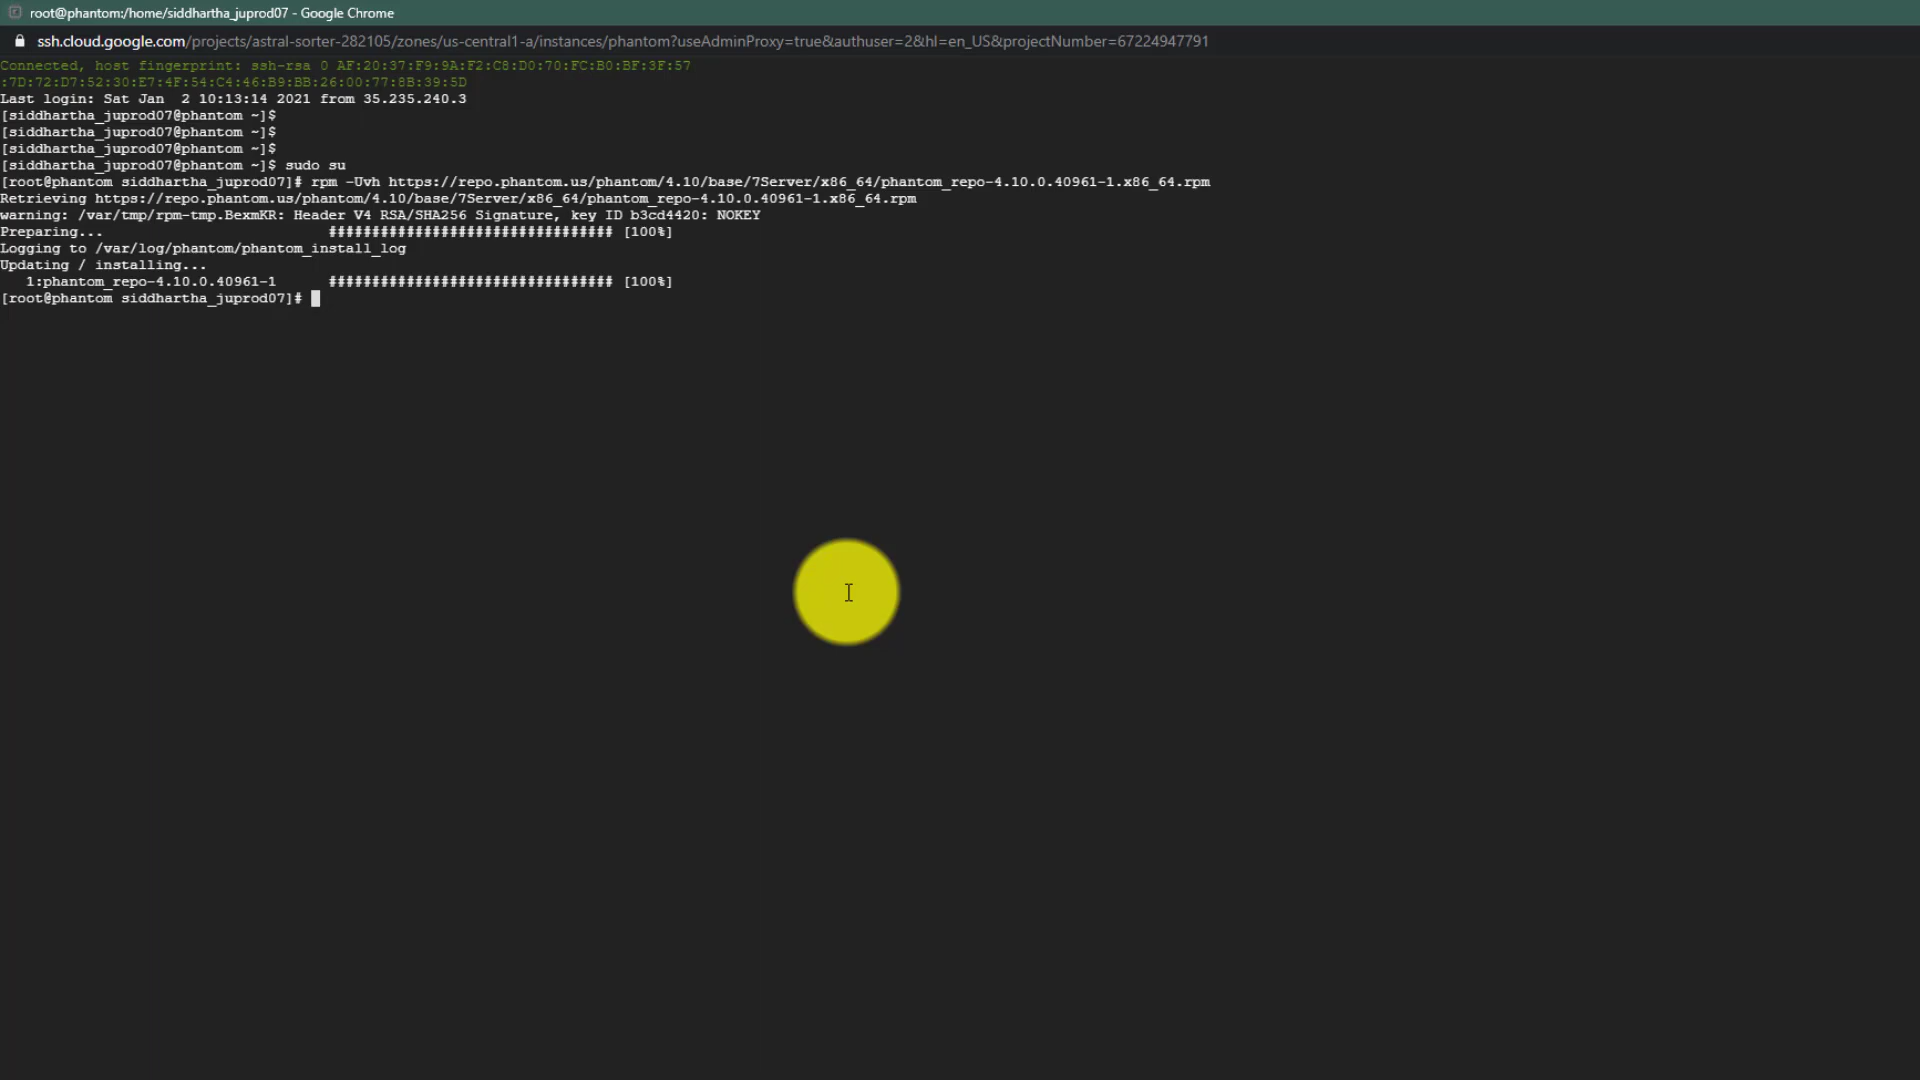 root@phantom:/home/siddhartha_juprod07 - Google Chrome
ssh.cloud.google.com/projects/astral-sorter-282105/zones/us-central1-a/instances/phantom?useAdminProxy=true&authuser=2&hl=en_US&projectNumber=67224947791
Connected, host fingerprint: ssh-rsa 0 AF:20:37:F9:9A:F2:C8:D0:70:FC:B0:BF:3F:57
:7D:72:D7:52:30:E7:4F:54:C4:46:B9:BB:26:00:77:8B:39:5D
Last login: Sat Jan  2 10:13:14 2021 from 35.235.240.3
[siddhartha_juprod07@phantom ~]$
[siddhartha_juprod07@phantom ~]$
[siddhartha_juprod07@phantom ~]$
[siddhartha_juprod07@phantom ~]$ sudo su
[root@phantom siddhartha_juprod07]# rpm -Uvh https://repo.phantom.us/phantom/4.10/base/7Server/x86_64/phantom_repo-4.10.0.40961-1.x86_64.rpm
Retrieving https://repo.phantom.us/phantom/4.10/base/7Server/x86_64/phantom_repo-4.10.0.40961-1.x86_64.rpm
warning: /var/tmp/rpm-tmp.BexmKR: Header V4 RSA/SHA256 Signature, key ID b3cd4420: NOKEY
Preparing...                          ################################# [100%]
Logging to /var/log/phantom/phantom_install_log
Updating / installing...
   1:phantom_repo-4.10.0.40961-1      ################################# [100%]
[root@phantom siddhartha_juprod07]#